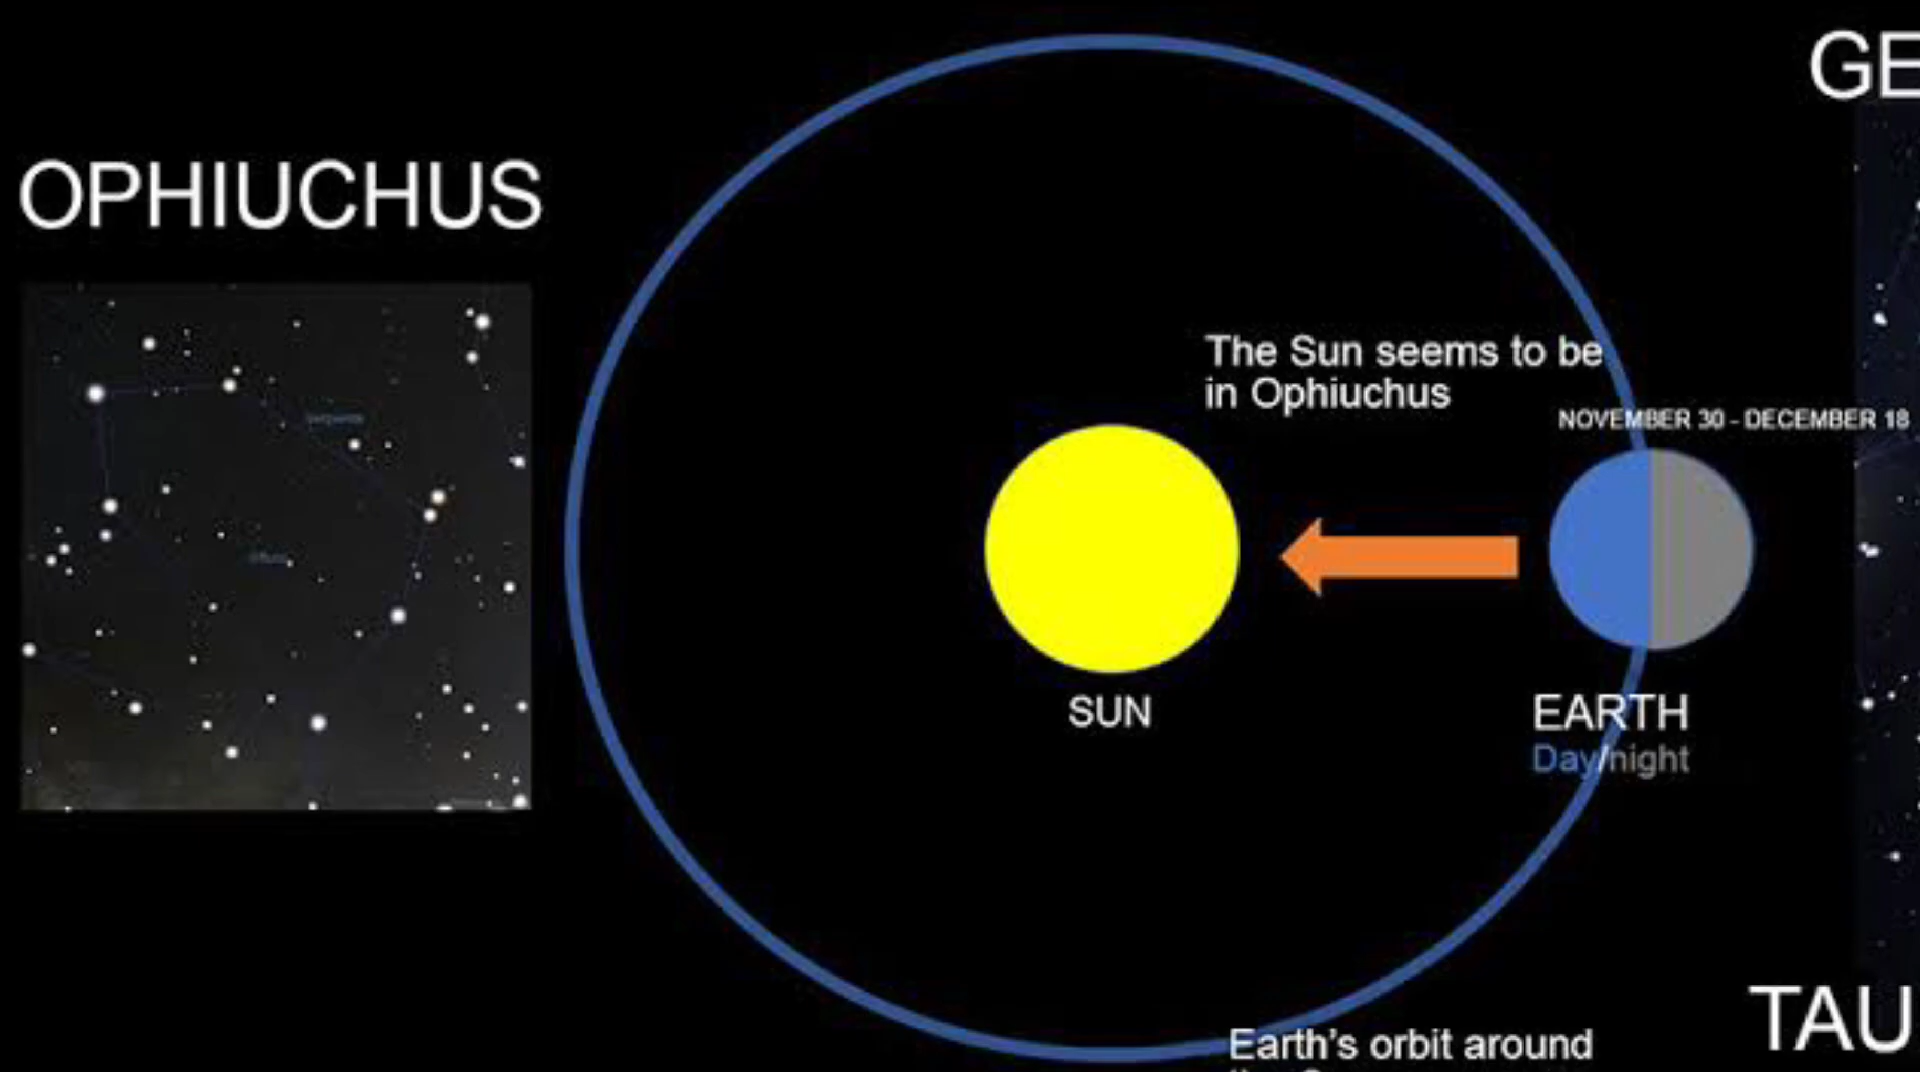 GE
OPHIUCHUS
The Sun seems to be
in Ophiuchus
NOVEMBER 30 - DECEMBER 18
SUN
EARTH
Day/night
TAU
Earth's orbit around